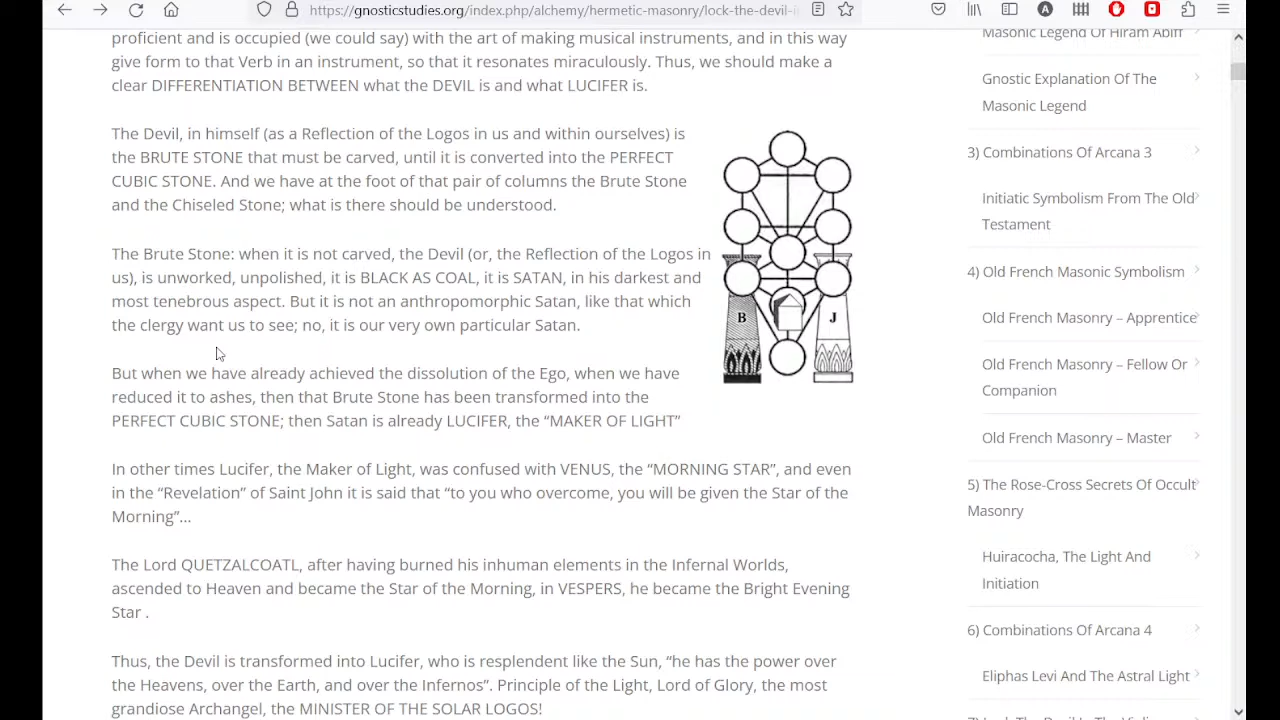 https://gnosticstudies.org/index.php/alchemy/hermetic-masonry/lock-the-devil-i
proficient and is occupied (we could say) with the art of making musical instruments, and in this way
give form to that Verb in an instrument, so that it resonates miraculously. Thus, we should make a
clear DIFFERENTIATION BETWEEN what the DEVIL is and what LUCIFER is.
The Devil, in himself (as a Reflection of the Logos in us and within ourselves) is
the BRUTE STONE that must be carved, until it is converted into the PERFECT
CUBIC STONE. And we have at the foot of that pair of columns the Brute Stone
and the Chiseled Stone; what is there should be understood.
The Brute Stone: when it is not carved, the Devil (or, the Reflection of the Logos in
us), is unworked, unpolished, it is BLACK AS COAL, it is SATAN, in his darkest and
most tenebrous aspect. But it is not an anthropomorphic Satan, like that which
the clergy want us to see; no, it is our very own particular Satan.
B
J
But when we have already achieved the dissolution of the Ego, when we have
reduced it to ashes, then that Brute Stone has been transformed into the
PERFECT CUBIC STONE; then Satan is already LUCIFER, the “MAKER OF LIGHT”
In other times Lucifer, the Maker of Light, was confused with VENUS, the “MORNING STAR”, and even
in the “Revelation” of Saint John it is said that “to you who overcome, you will be given the Star of the
Morning”...
The Lord QUETZALCOATL, after having burned his inhuman elements in the Infernal Worlds,
ascended to Heaven and became the Star of the Morning, in VESPERS, he became the Bright Evening
Star .
Thus, the Devil is transformed into Lucifer, who is resplendent like the Sun, “he has the power over
the Heavens, over the Earth, and over the Infernos”. Principle of the Light, Lord of Glory, the most
grandiose Archangel, the MINISTER OF THE SOLAR LOGOS!
Masonic Legend Of Hiram Abiff
Gnostic Explanation Of The
Masonic Legend
3) Combinations Of Arcana 3
Initiatic Symbolism From The Old
Testament
4) Old French Masonic Symbolism
Old French Masonry – Apprentice
Old French Masonry – Fellow Or
Companion
Old French Masonry – Master
5) The Rose-Cross Secrets Of Occult
Masonry
Huiracocha, The Light And
Initiation
6) Combinations Of Arcana 4
Eliphas Levi And The Astral Light